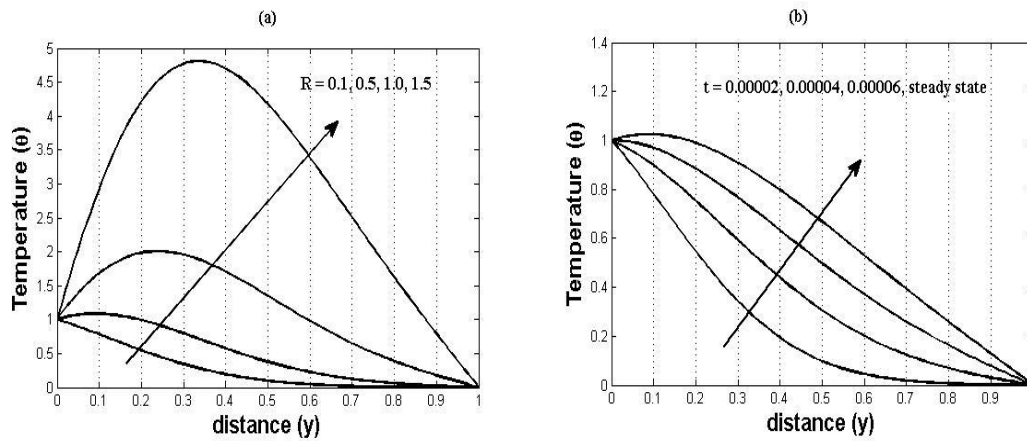 (a)
5
4.5
4
3.5
3
2.5
2
1.5
1
0.5
0
Temperature (θ)
R = 0.1, 0.5, 1.0, 1.5
0 0.1 0.2 0.3 0.4 0.5 0.6 0.7 0.8 0.9 1
distance (y)
(b)
1.4
1.2
1
0.8
0.6
0.4
0.2
0
Temperature (θ)
t = 0.00002, 0.00004, 0.00006, steady state
0 0.1 0.2 0.3 0.4 0.5 0.6 0.7 0.8 0.9
distance (y)